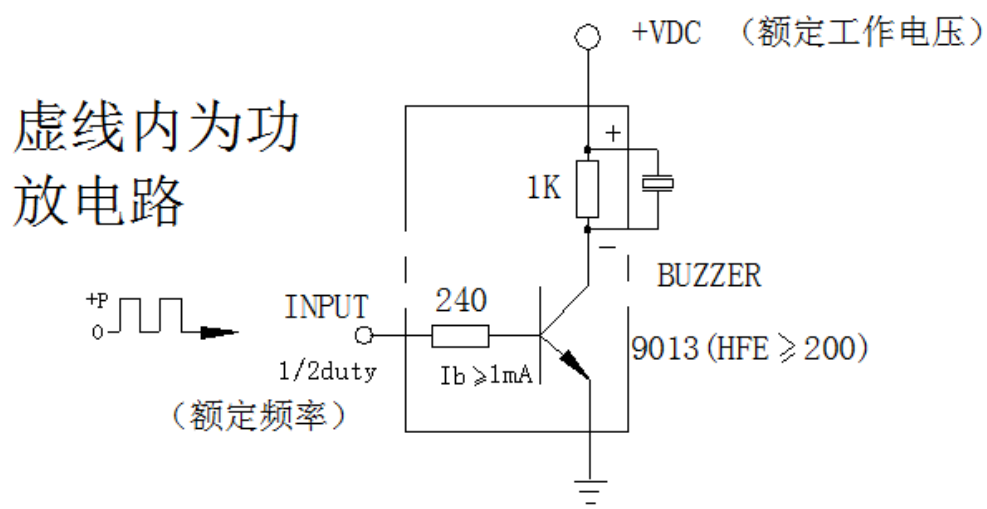 +VDC （额定工作电压）
虚线内为功
放电路
+
1K
−
BUZZER
+P
0
INPUT
240
9013(HFE≥200)
1/2duty
Ib≥1mA
（额定频率）